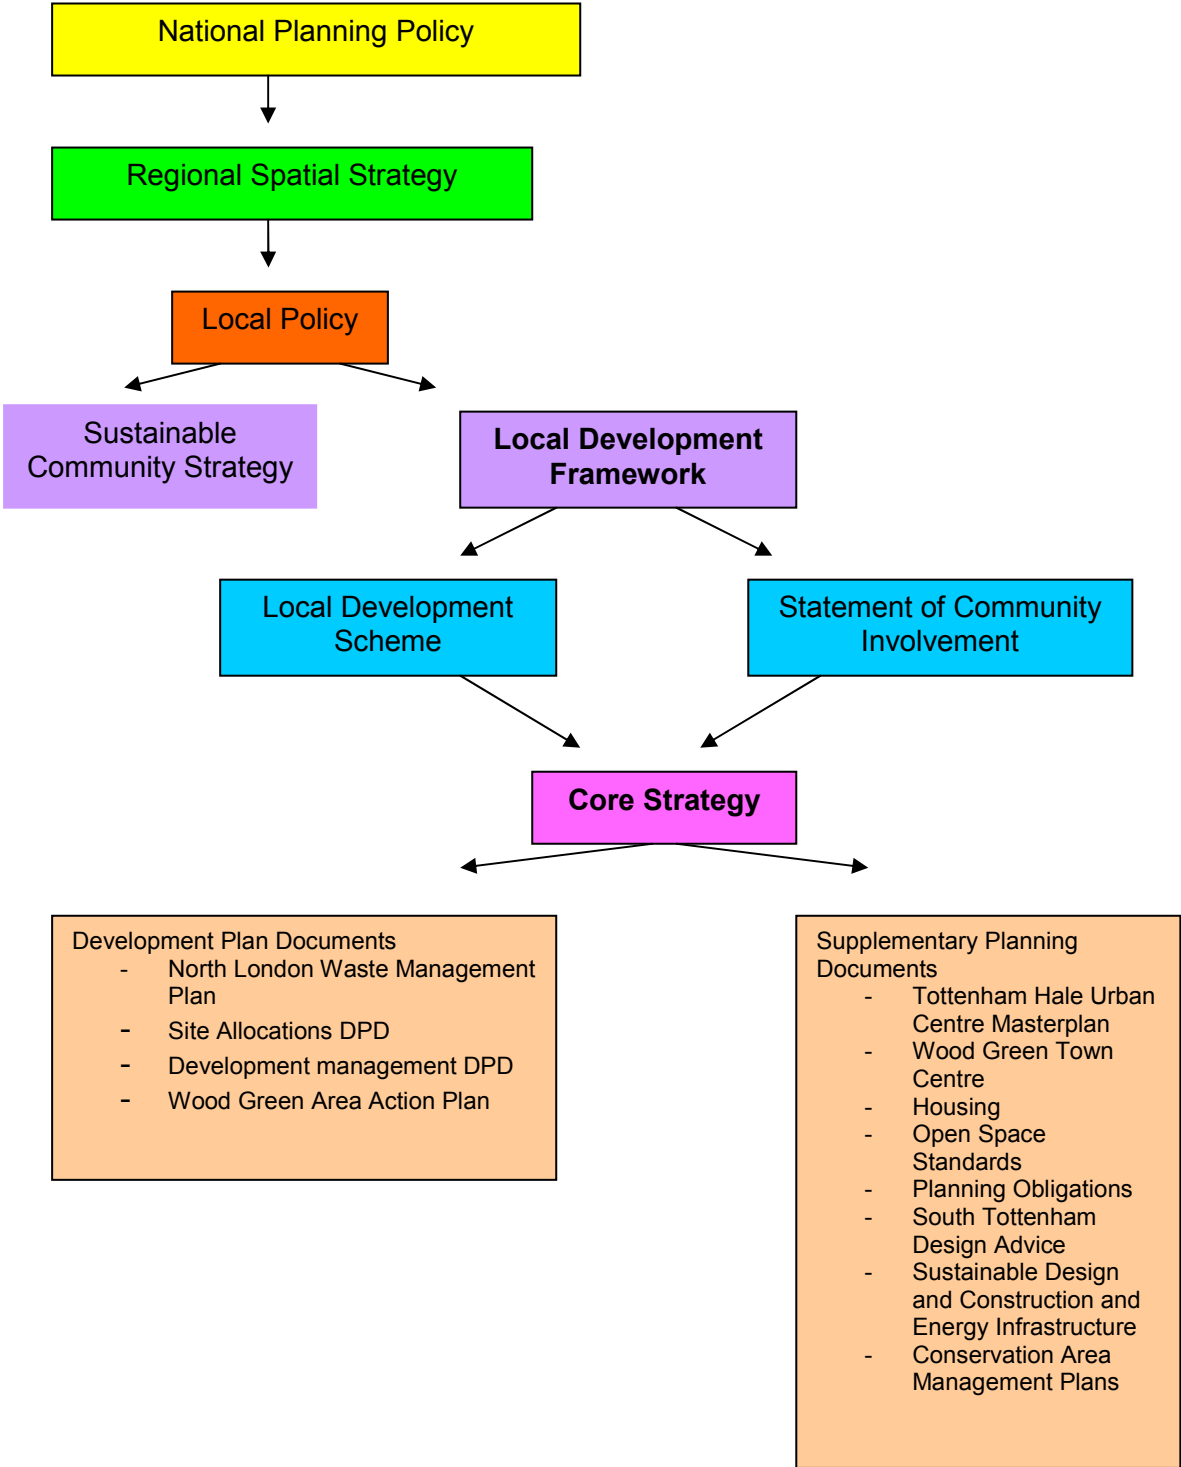 National Planning Policy
Regional Spatial Strategy
Local Policy
Sustainable
Community Strategy
Local Development
Framework
Local Development
Scheme
Statement of Community
Involvement
Core Strategy
Development Plan Documents
- North London Waste Management
Plan
- Site Allocations DPD
- Development management DPD
- Wood Green Area Action Plan
Supplementary Planning
Documents
- Tottenham Hale Urban
Centre Masterplan
- Wood Green Town
Centre
- Housing
- Open Space
Standards
- Planning Obligations
- South Tottenham
Design Advice
- Sustainable Design
and Construction and
Energy Infrastructure
- Conservation Area
Management Plans